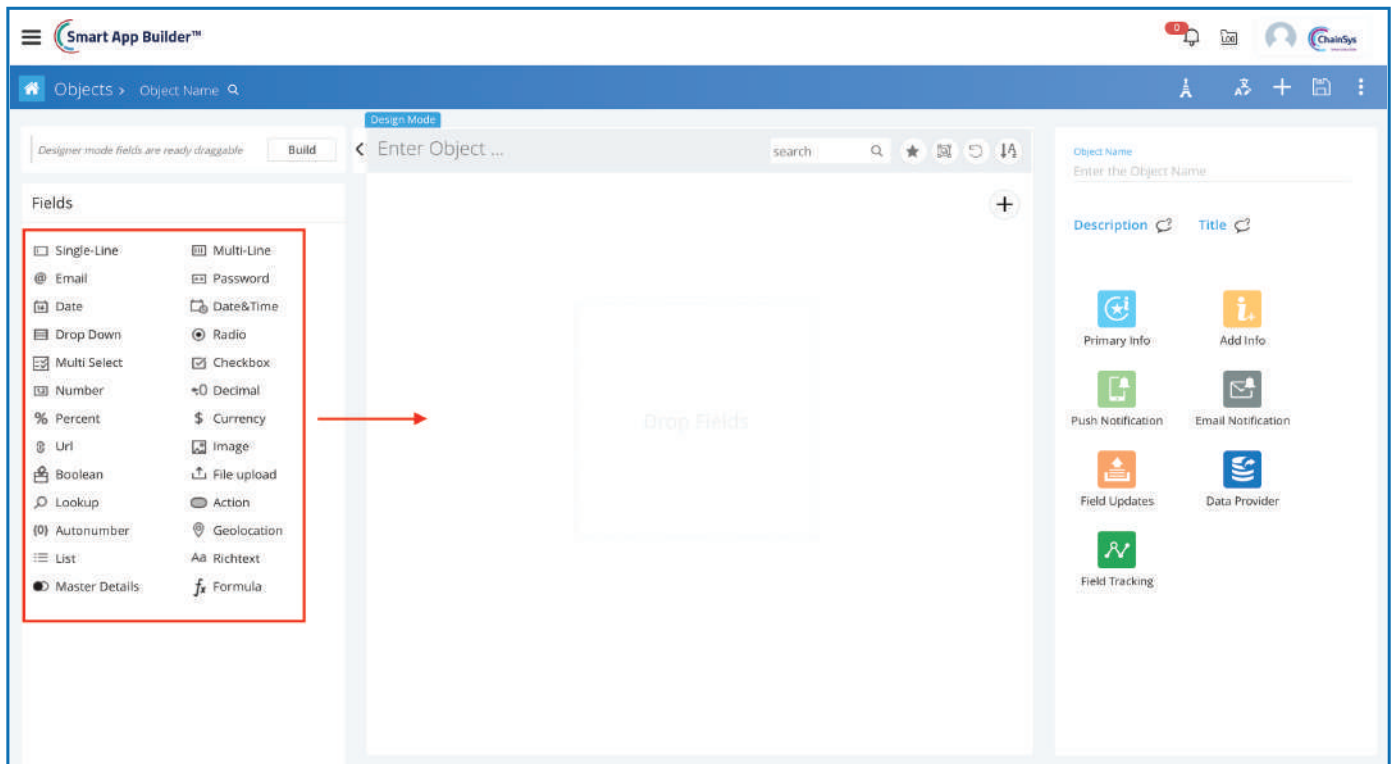 Smart App Builder™
0
LOG
ChainSys
Objects › Object Name
Design Mode
Designer mode fields are ready draggable
Build
Enter Object ...
search
Object Name
Enter the Object Name
Fields
Description
Title
Single-Line
Multi-Line
@ Email
Password
Date
Date&Time
Drop Down
Radio
Multi Select
Checkbox
Number
Decimal
% Percent
$ Currency
Url
Image
Boolean
File upload
Lookup
Action
{0} Autonumber
Geolocation
List
Aa Richtext
Master Details
fx Formula
Drop Fields
Primary Info
Add Info
Push Notification
Email Notification
Field Updates
Data Provider
Field Tracking